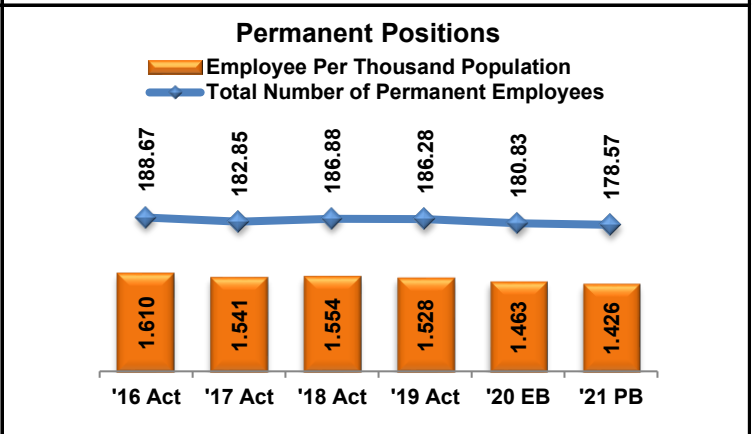 Permanent Positions
Employee Per Thousand Population
Total Number of Permanent Employees
188.67 182.85 186.88 186.28 180.83 178.57
1.610 1.541 1.554 1.528 1.463 1.426
'16 Act '17 Act '18 Act '19 Act '20 EB '21 PB